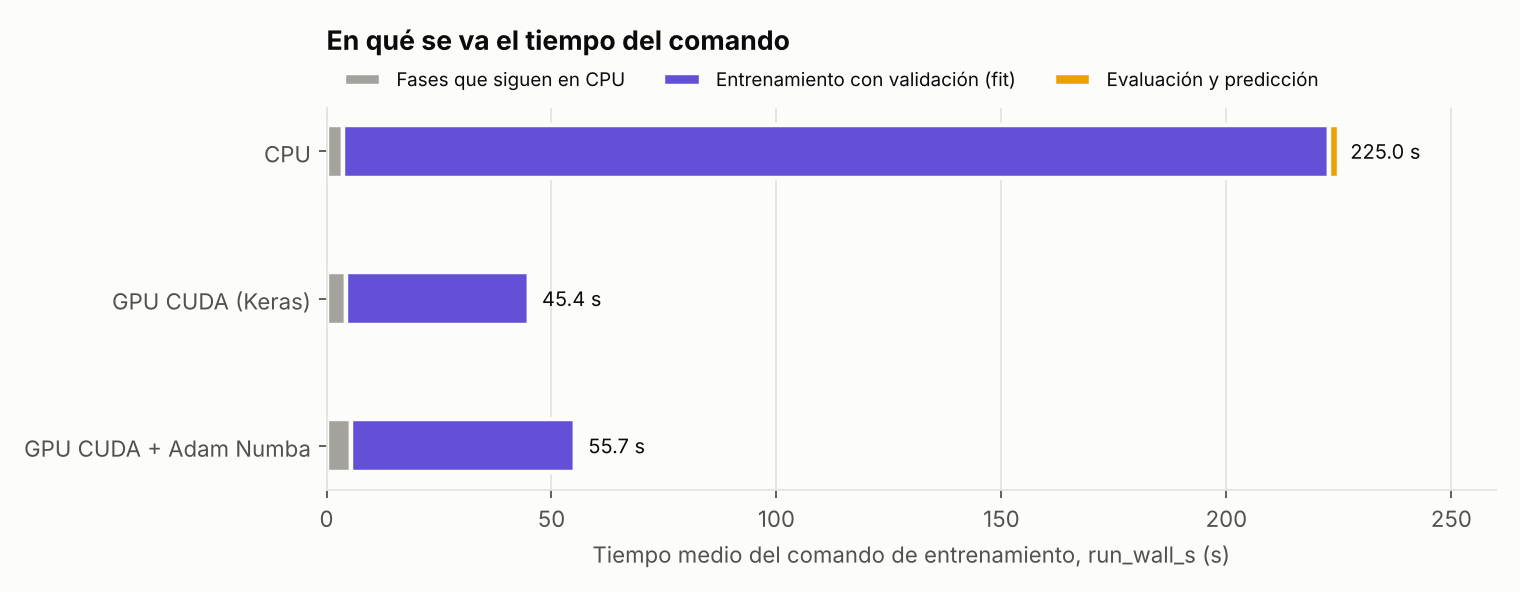 En qué se va el tiempo del comando
Fases que siguen en CPU Entrenamiento con validación (fit) Evaluación y predicción
CPU 225.0 s
GPU CUDA (Keras) 45.4 s
GPU CUDA + Adam Numba 55.7 s
0 50 100 150 200 250
Tiempo medio del comando de entrenamiento, run_wall_s (s)